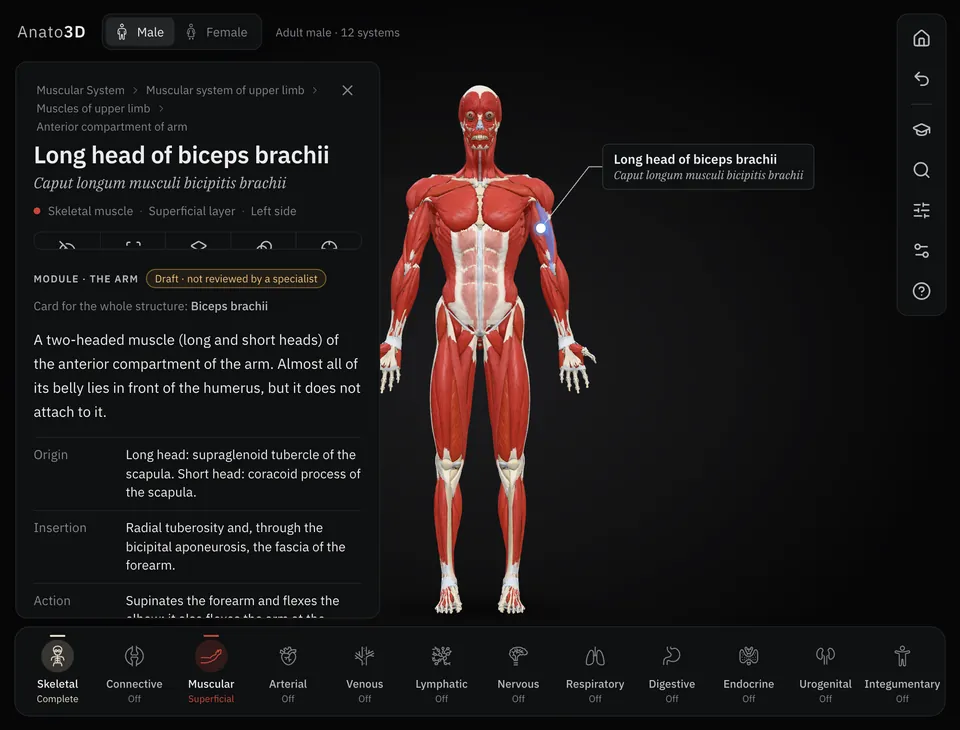 Anato3D
Male
Female
Adult male · 12 systems
Muscular System > Muscular system of upper limb >
Muscles of upper limb >
Anterior compartment of arm
Long head of biceps brachii
Caput longum musculi bicipitis brachii
Skeletal muscle · Superficial layer · Left side
MODULE · THE ARM
Draft · not reviewed by a specialist
Card for the whole structure: Biceps brachii
A two-headed muscle (long and short heads) of
the anterior compartment of the arm. Almost all of
its belly lies in front of the humerus, but it does not
attach to it.
Origin
Long head: supraglenoid tubercle of the
scapula. Short head: coracoid process of
the scapula.
Insertion
Radial tuberosity and, through the
bicipital aponeurosis, the fascia of the
forearm.
Action
Supinates the forearm and flexes the
elbow; it also flexes the arm at the
Long head of biceps brachii
Caput longum musculi bicipitis brachii
Skeletal
Complete
Connective
Off
Muscular
Superficial
Arterial
Off
Venous
Off
Lymphatic
Off
Nervous
Off
Respiratory
Off
Digestive
Off
Endocrine
Off
Urogenital
Off
Integumentary
Off